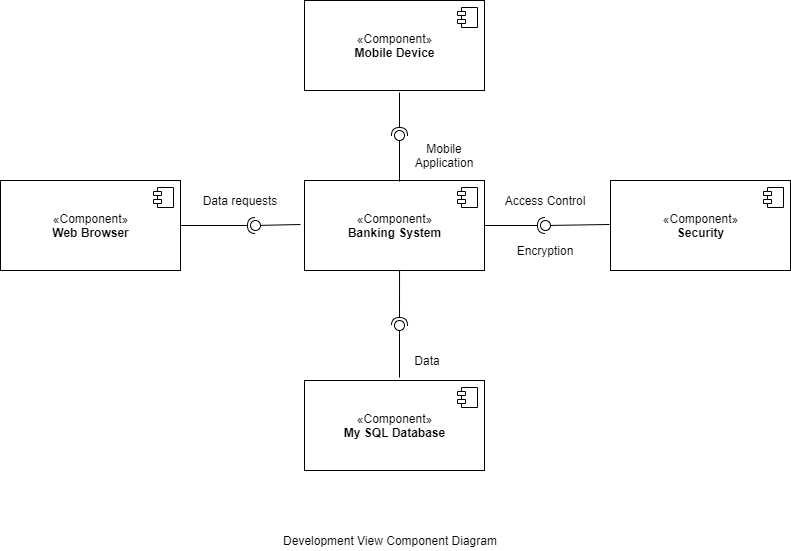 «Component»
Mobile Device
Mobile
Application
«Component»
Web Browser
Data requests
«Component»
Banking System
Access Control
Encryption
«Component»
Security
Data
«Component»
My SQL Database
Development View Component Diagram